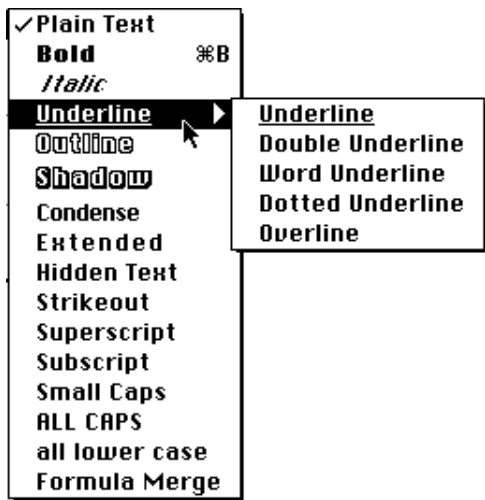 ✓Plain Text
Bold ⌘B
Italic
Underline
Outline
Shadow
Condense
Extended
Hidden Text
Strikeout
Superscript
Subscript
Small Caps
ALL CAPS
all lower case
Formula Merge
Underline
Double Underline
Word Underline
Dotted Underline
Overline